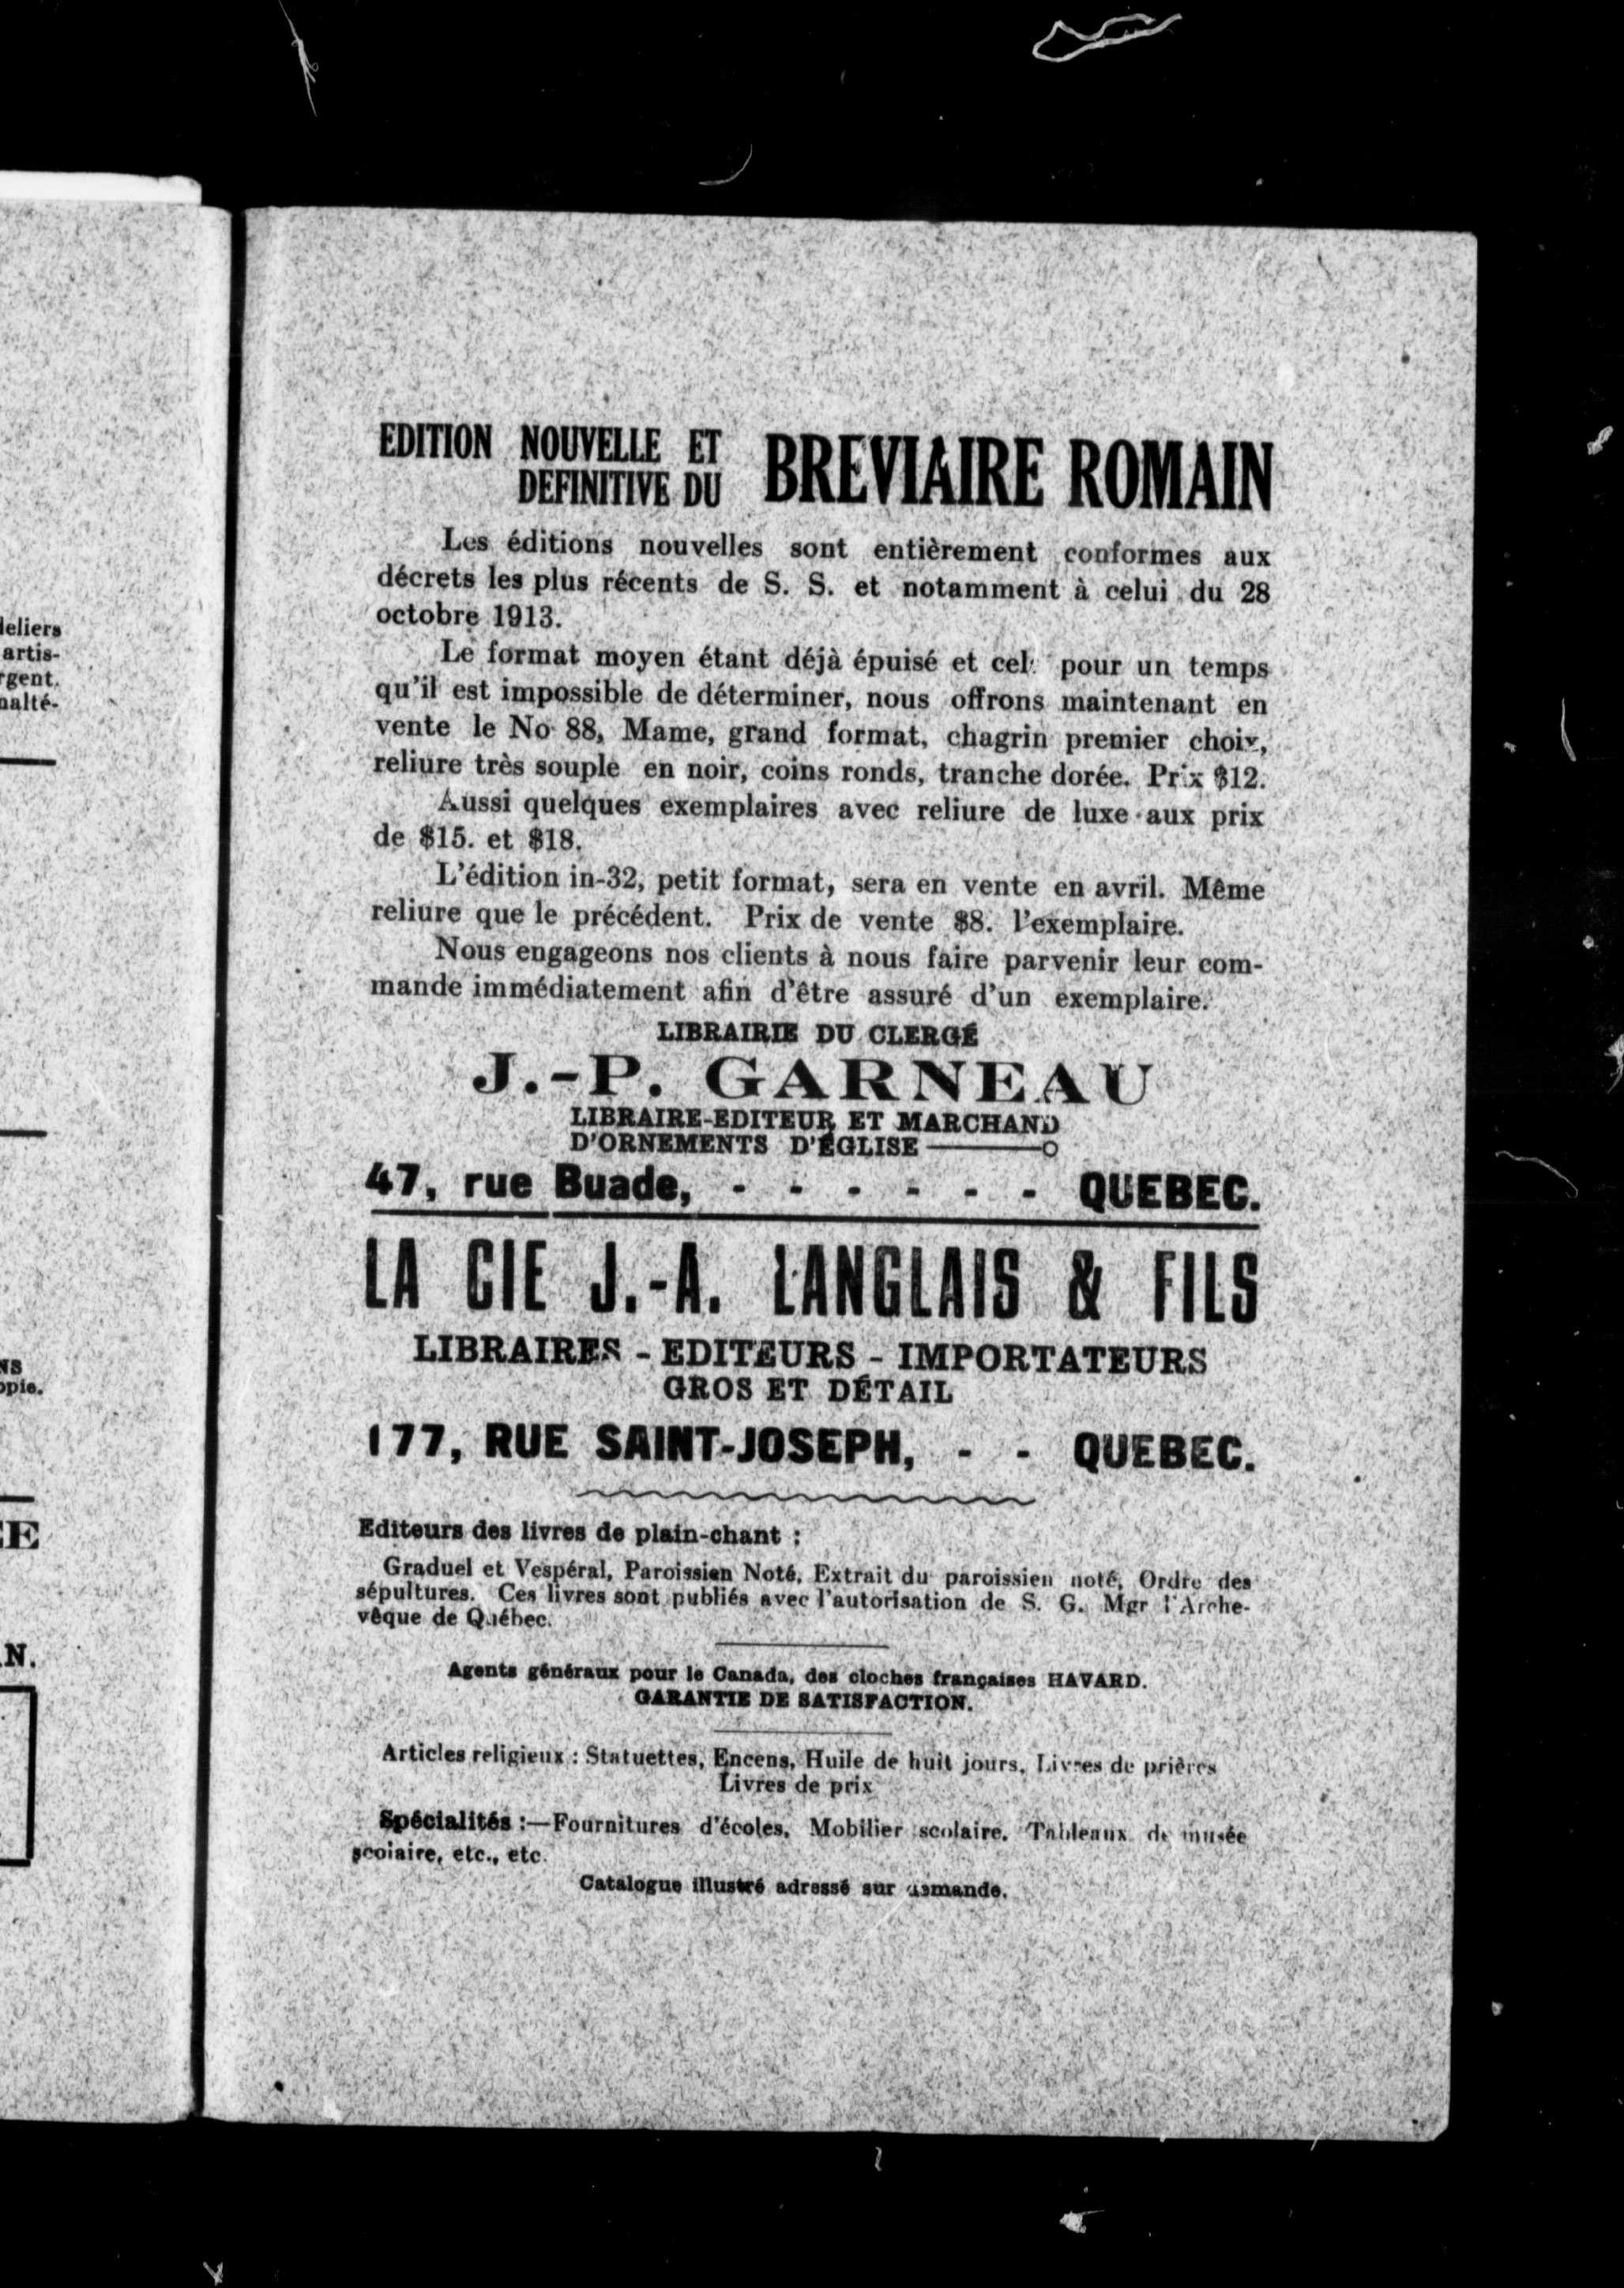 leliers
artis-
rgent.
nalté-
NS
opie.
E
N.
EDITION NOUVELLE ET
DEFINITIVE DU BREVIAIRE ROMAIN
Les éditions nouvelles sont entièrement conformes aux
décrets les plus récents de S. S. et notamment à celui du 28
octobre 1913.
Le format moyen étant déjà épuisé et cel: pour un temps
qu'il est impossible de déterminer, nous offrons maintenant en
vente le No 88, Mame, grand format, chagrin premier choix,
reliure très souple en noir, coins ronds, tranche dorée. Prix $12.
Aussi quelques exemplaires avec reliure de luxe aux prix
de $15. et $18.
L'édition in-32, petit format, sera en vente en avril. Même
reliure que le précédent. Prix de vente $8. l'exemplaire.
Nous engageons nos clients à nous faire parvenir leur com-
mande immédiatement afin d'être assuré d'un exemplaire.
LIBRAIRIE DU CLERGÉ
J.-P. GARNEAU
LIBRAIRE-EDITEUR ET MARCHAND
D'ORNEMENTS D'ÉGLISE
47, rue Buade, - - - - - - QUEBEC.
LA CIE J.-A. LANGLAIS & FILS
LIBRAIRES - EDITEURS - IMPORTATEURS
GROS ET DÉTAIL
177, RUE SAINT-JOSEPH, - - QUEBEC.
Editeurs des livres de plain-chant :
Graduel et Vespéral, Paroissien Noté, Extrait du paroissien noté, Ordre des
sépultures. Ces livres sont publiés avec l'autorisation de S. G. Mgr l'Arche-
vêque de Québec.
Agents généraux pour le Canada, des cloches françaises HAVARD.
GARANTIE DE SATISFACTION.
Articles religieux : Statuettes, Encens, Huile de huit jours, Livres de prières
Livres de prix
Spécialités :—Fournitures d'écoles, Mobilier scolaire, Tableaux de musée
scolaire, etc., etc.
Catalogue illustré adressé sur demande.